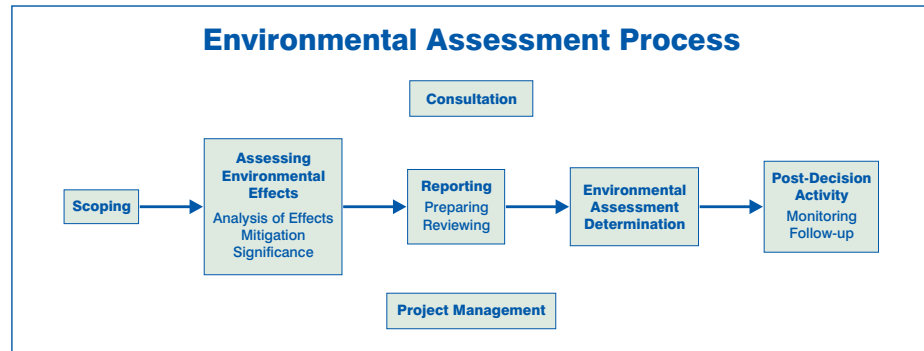 Environmental Assessment Process
Consultation
Scoping
Assessing
Environmental
Effects
Analysis of Effects
Mitigation
Significance
Reporting
Preparing
Reviewing
Environmental
Assessment
Determination
Post-Decision
Activity
Monitoring
Follow-up
Project Management